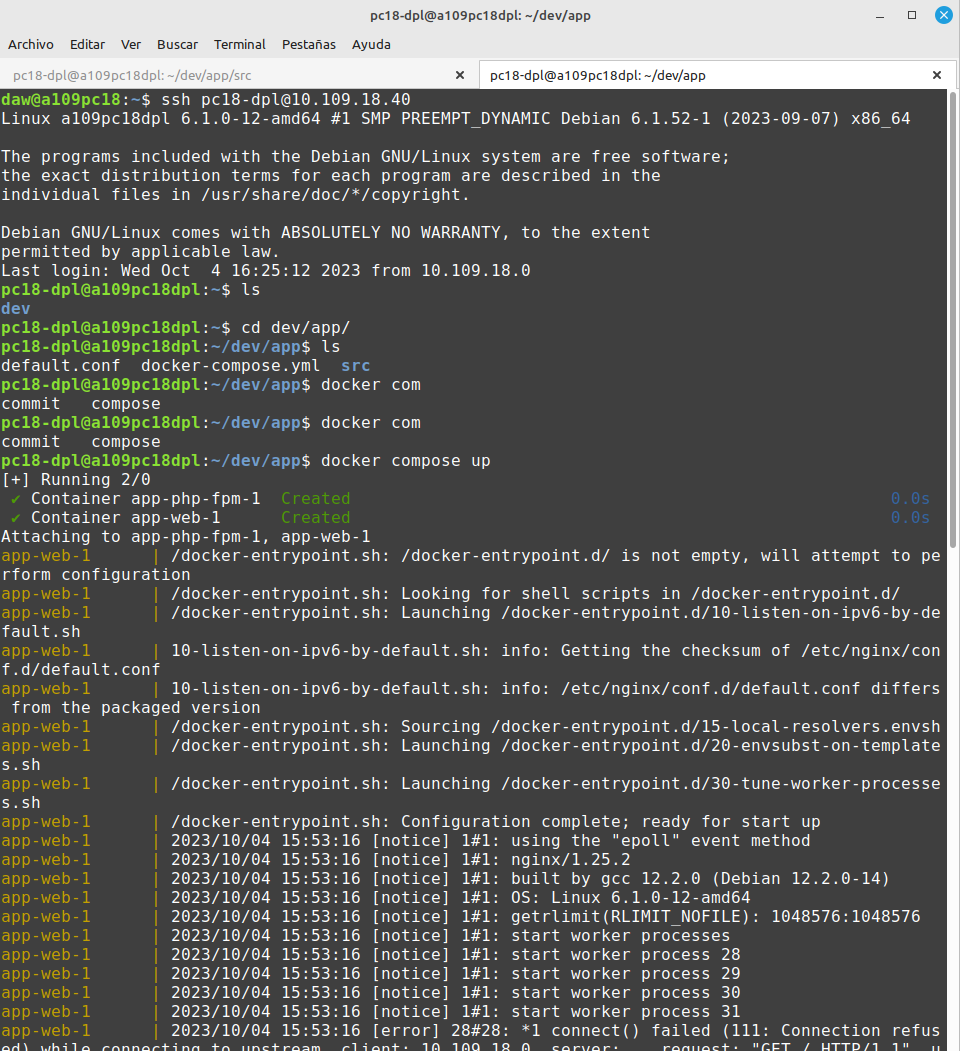 pc18-dpl@a109pc18dpl: ~/dev/app
Archivo Editar Ver Buscar Terminal Pestañas Ayuda
pc18-dpl@a109pc18dpl: ~/dev/app/src
pc18-dpl@a109pc18dpl: ~/dev/app
daw@a109pc18:~$ ssh pc18-dpl@10.109.18.40
Linux a109pc18dpl 6.1.0-12-amd64 #1 SMP PREEMPT_DYNAMIC Debian 6.1.52-1 (2023-09-07) x86_64
The programs included with the Debian GNU/Linux system are free software;
the exact distribution terms for each program are described in the
individual files in /usr/share/doc/*/copyright.
Debian GNU/Linux comes with ABSOLUTELY NO WARRANTY, to the extent
permitted by applicable law.
Last login: Wed Oct  4 16:25:12 2023 from 10.109.18.0
pc18-dpl@a109pc18dpl:~$ ls
dev
pc18-dpl@a109pc18dpl:~$ cd dev/app/
pc18-dpl@a109pc18dpl:~/dev/app$ ls
default.conf  docker-compose.yml  src
pc18-dpl@a109pc18dpl:~/dev/app$ docker com
commit   compose
pc18-dpl@a109pc18dpl:~/dev/app$ docker com
commit   compose
pc18-dpl@a109pc18dpl:~/dev/app$ docker compose up
[+] Running 2/0
 ✔ Container app-php-fpm-1  Created 0.0s
 ✔ Container app-web-1      Created 0.0s
Attaching to app-php-fpm-1, app-web-1
app-web-1      | /docker-entrypoint.sh: /docker-entrypoint.d/ is not empty, will attempt to pe
rform configuration
app-web-1      | /docker-entrypoint.sh: Looking for shell scripts in /docker-entrypoint.d/
app-web-1      | /docker-entrypoint.sh: Launching /docker-entrypoint.d/10-listen-on-ipv6-by-de
fault.sh
app-web-1      | 10-listen-on-ipv6-by-default.sh: info: Getting the checksum of /etc/nginx/con
f.d/default.conf
app-web-1      | 10-listen-on-ipv6-by-default.sh: info: /etc/nginx/conf.d/default.conf differs
 from the packaged version
app-web-1      | /docker-entrypoint.sh: Sourcing /docker-entrypoint.d/15-local-resolvers.envsh
app-web-1      | /docker-entrypoint.sh: Launching /docker-entrypoint.d/20-envsubst-on-template
s.sh
app-web-1      | /docker-entrypoint.sh: Launching /docker-entrypoint.d/30-tune-worker-processe
s.sh
app-web-1      | /docker-entrypoint.sh: Configuration complete; ready for start up
app-web-1      | 2023/10/04 15:53:16 [notice] 1#1: using the "epoll" event method
app-web-1      | 2023/10/04 15:53:16 [notice] 1#1: nginx/1.25.2
app-web-1      | 2023/10/04 15:53:16 [notice] 1#1: built by gcc 12.2.0 (Debian 12.2.0-14)
app-web-1      | 2023/10/04 15:53:16 [notice] 1#1: OS: Linux 6.1.0-12-amd64
app-web-1      | 2023/10/04 15:53:16 [notice] 1#1: getrlimit(RLIMIT_NOFILE): 1048576:1048576
app-web-1      | 2023/10/04 15:53:16 [notice] 1#1: start worker processes
app-web-1      | 2023/10/04 15:53:16 [notice] 1#1: start worker process 28
app-web-1      | 2023/10/04 15:53:16 [notice] 1#1: start worker process 29
app-web-1      | 2023/10/04 15:53:16 [notice] 1#1: start worker process 30
app-web-1      | 2023/10/04 15:53:16 [notice] 1#1: start worker process 31
app-web-1      | 2023/10/04 15:53:16 [error] 28#28: *1 connect() failed (111: Connection refus
ed) while connecting to upstream, client: 10.109.18.0, server: _, request: "GET / HTTP/1.1", u